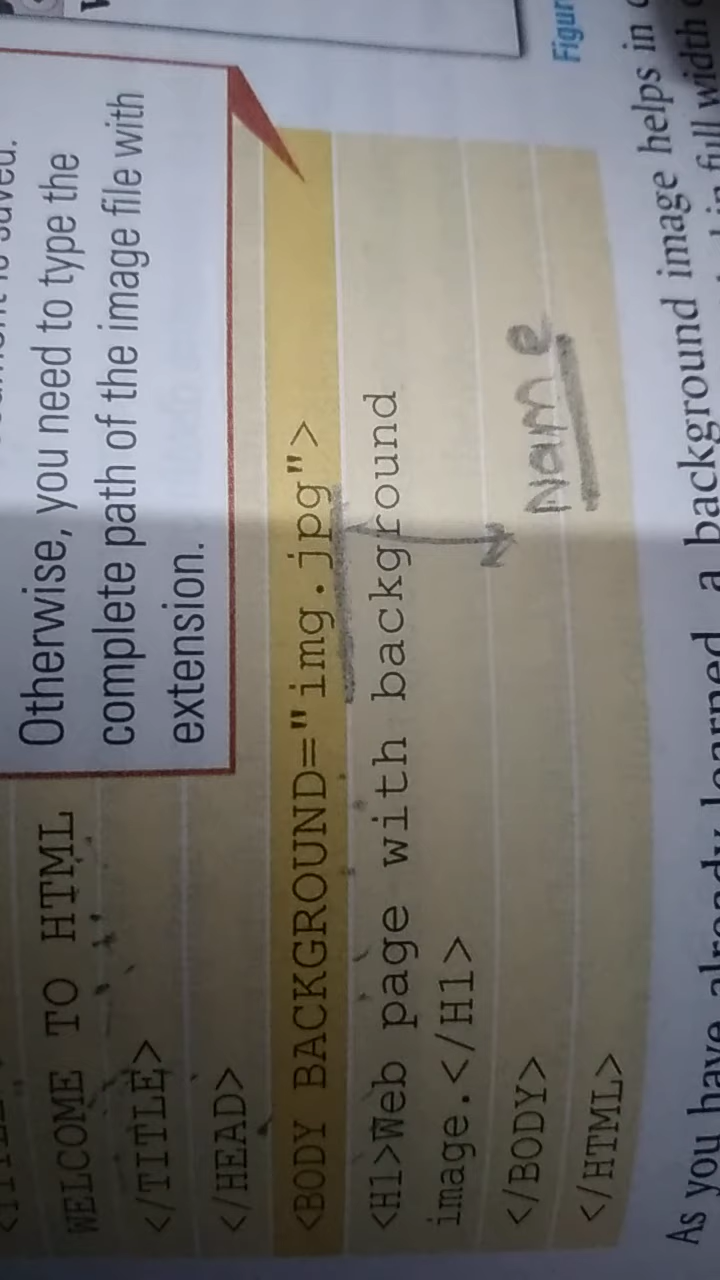 Otherwise, you need to type the
complete path of the image file with
extension.
WELCOME TO HTML
</TITLE>
</HEAD>
<BODY BACKGROUND="img.jpg">
<H1>Web page with background
image.</H1>
</BODY>
</HTML>
Name
As you have already learned, a background image helps in
full width